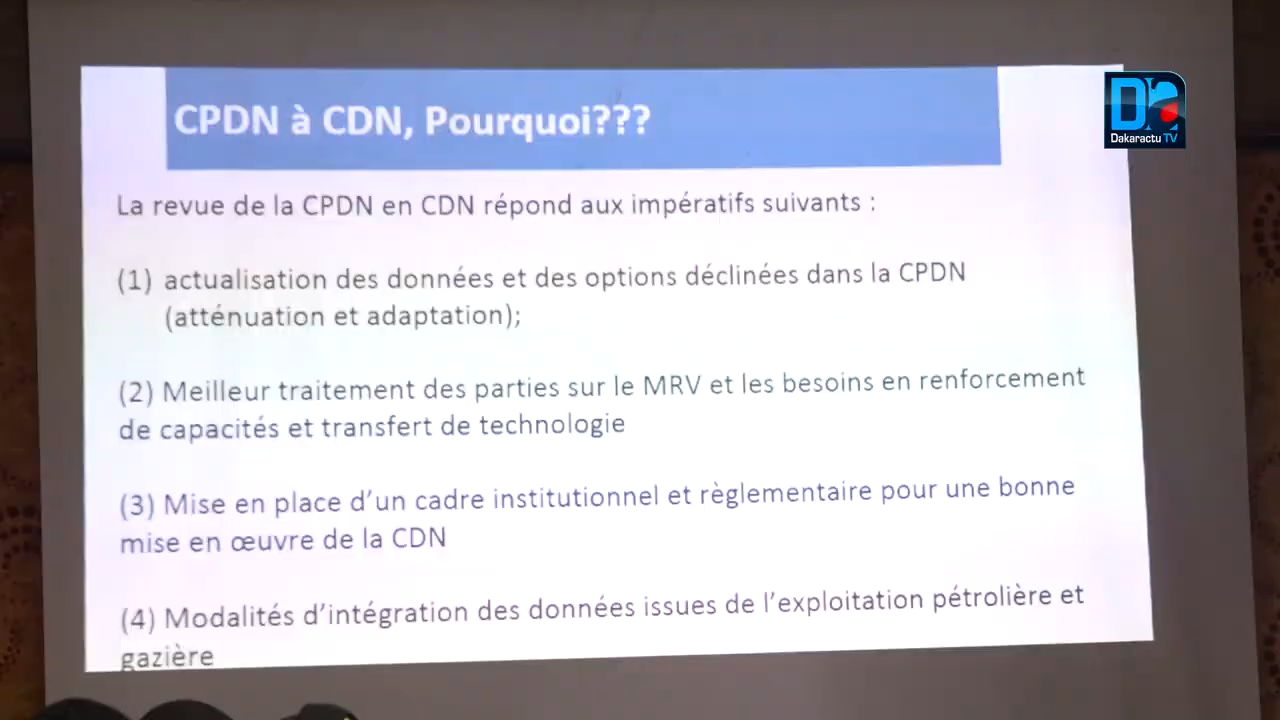 CPDN à CDN, Pourquoi???
Dakaractu TV
La revue de la CPDN en CDN répond aux impératifs suivants :
(1) actualisation des données et des options déclinées dans la CPDN
(atténuation et adaptation);
(2) Meilleur traitement des parties sur le MRV et les besoins en renforcement
de capacités et transfert de technologie
(3) Mise en place d’un cadre institutionnel et règlementaire pour une bonne
mise en œuvre de la CDN
(4) Modalités d’intégration des données issues de l’exploitation pétrolière et
gazière